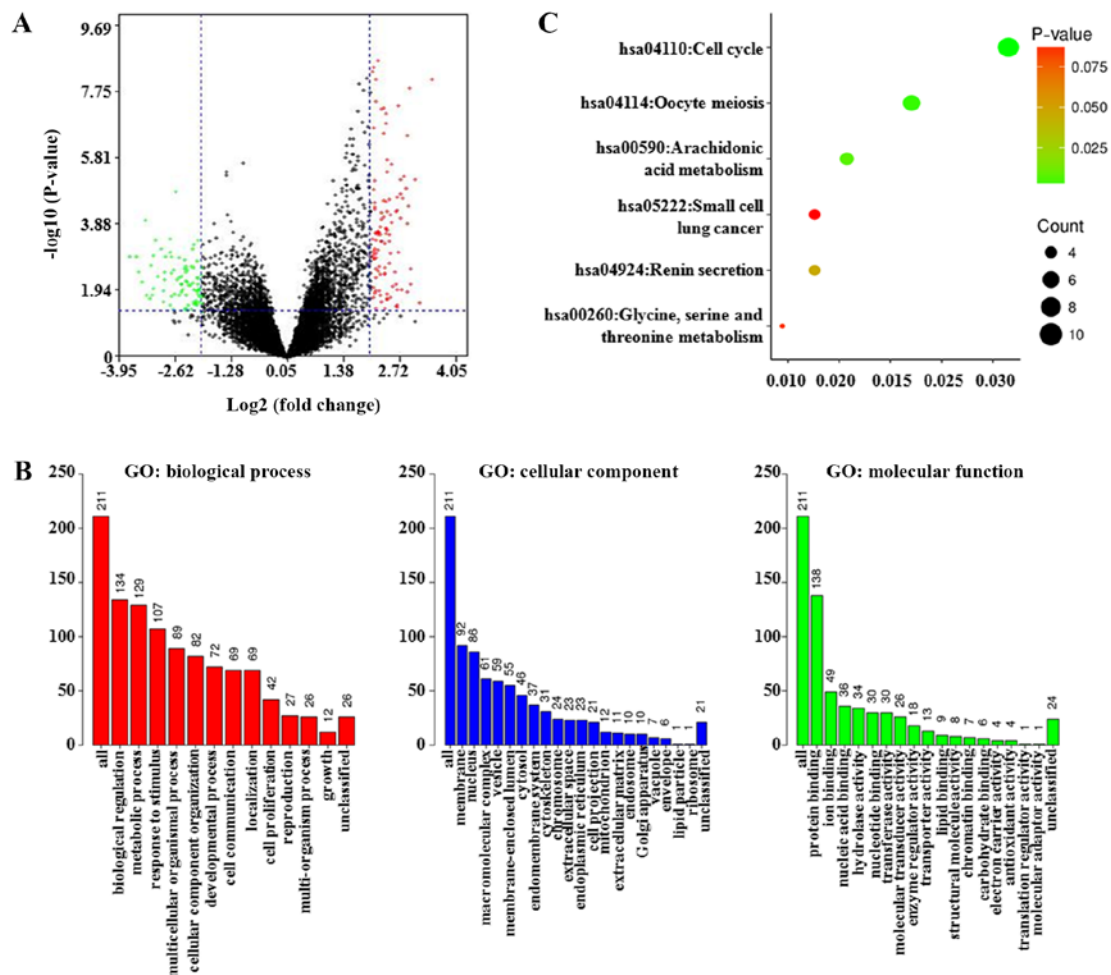 A
9.69
7.75
5.81
3.88
1.94
0
-log10 (P-value)
-3.95 -2.62 -1.28 0.05 1.38 2.72 4.05
Log2 (fold change)
C
hsa04110:Cell cycle
hsa04114:Oocyte meiosis
hsa00590:Arachidonic
acid metabolism
hsa05222:Small cell
lung cancer
hsa04924:Renin secretion
hsa00260:Glycine, serine and
threonine metabolism
0.010 0.020 0.015 0.025 0.030
P-value
0.075
0.050
0.025
Count
4
6
8
10
B
GO: biological process
250
200
150
100
50
0
211
134
129
107
89
82
72
69
69
42
27
26
12
26
all
biological regulation
metabolic process
response to stimulus
multicellular organismal process
cellular component organization
developmental process
cell communication
localization
cell proliferation
reproduction
multi-organism process
growth
unclassified
GO: cellular component
250
200
150
100
50
0
211
92
86
61
59
55
46
37
31
24
23
23
21
12
11
10
10
7
6
1
1
21
all
membrane
nucleus
macromolecular complex
vesicle
membrane-enclosed lumen
cytosol
endomembrane system
cytoskeleton
chromosome
extracellular space
endoplasmic reticulum
cell projection
mitochondrion
extracellular matrix
endosome
Golgi apparatus
vacuole
envelope
lipid particle
ribosome
unclassified
GO: molecular function
250
200
150
100
50
0
211
138
49
36
34
30
30
26
18
13
9
8
7
6
4
4
1
1
24
all
protein binding
ion binding
nucleic acid binding
hydrolase activity
nucleotide binding
transferase activity
molecular transducer activity
enzyme regulator activity
transporter activity
lipid binding
structural molecule activity
chromatin binding
carbohydrate binding
electron carrier activity
antioxidant activity
translation regulator activity
molecular adaptor activity
unclassified